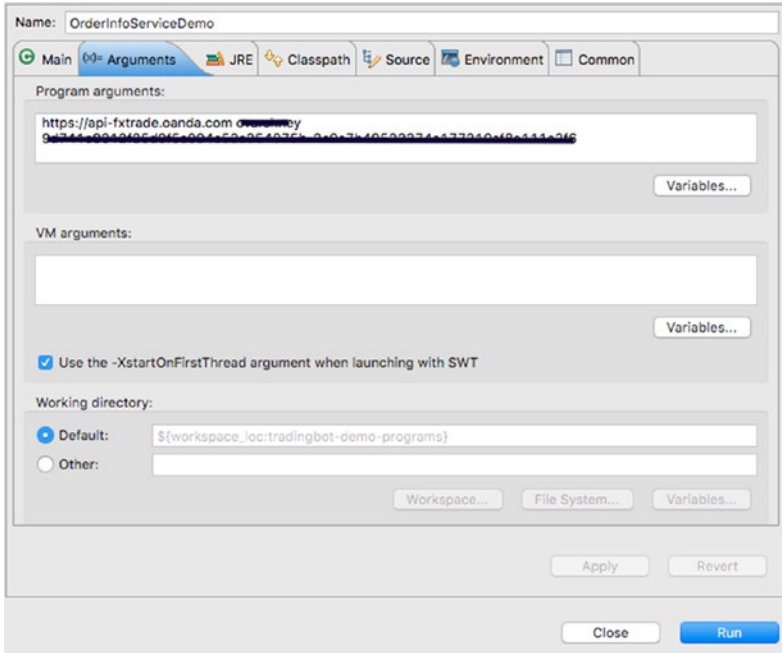 Name: OrderInfoServiceDemo
Main (x)= Arguments JRE Classpath Source Environment Common
Program arguments:
https://api-fxtrade.oanda.com
Variables...
VM arguments:
Variables...
Use the -XstartOnFirstThread argument when launching with SWT
Working directory:
Default: ${workspace_loc:tradingbot-demo-programs}
Other:
Workspace... File System... Variables...
Apply Revert
Close Run